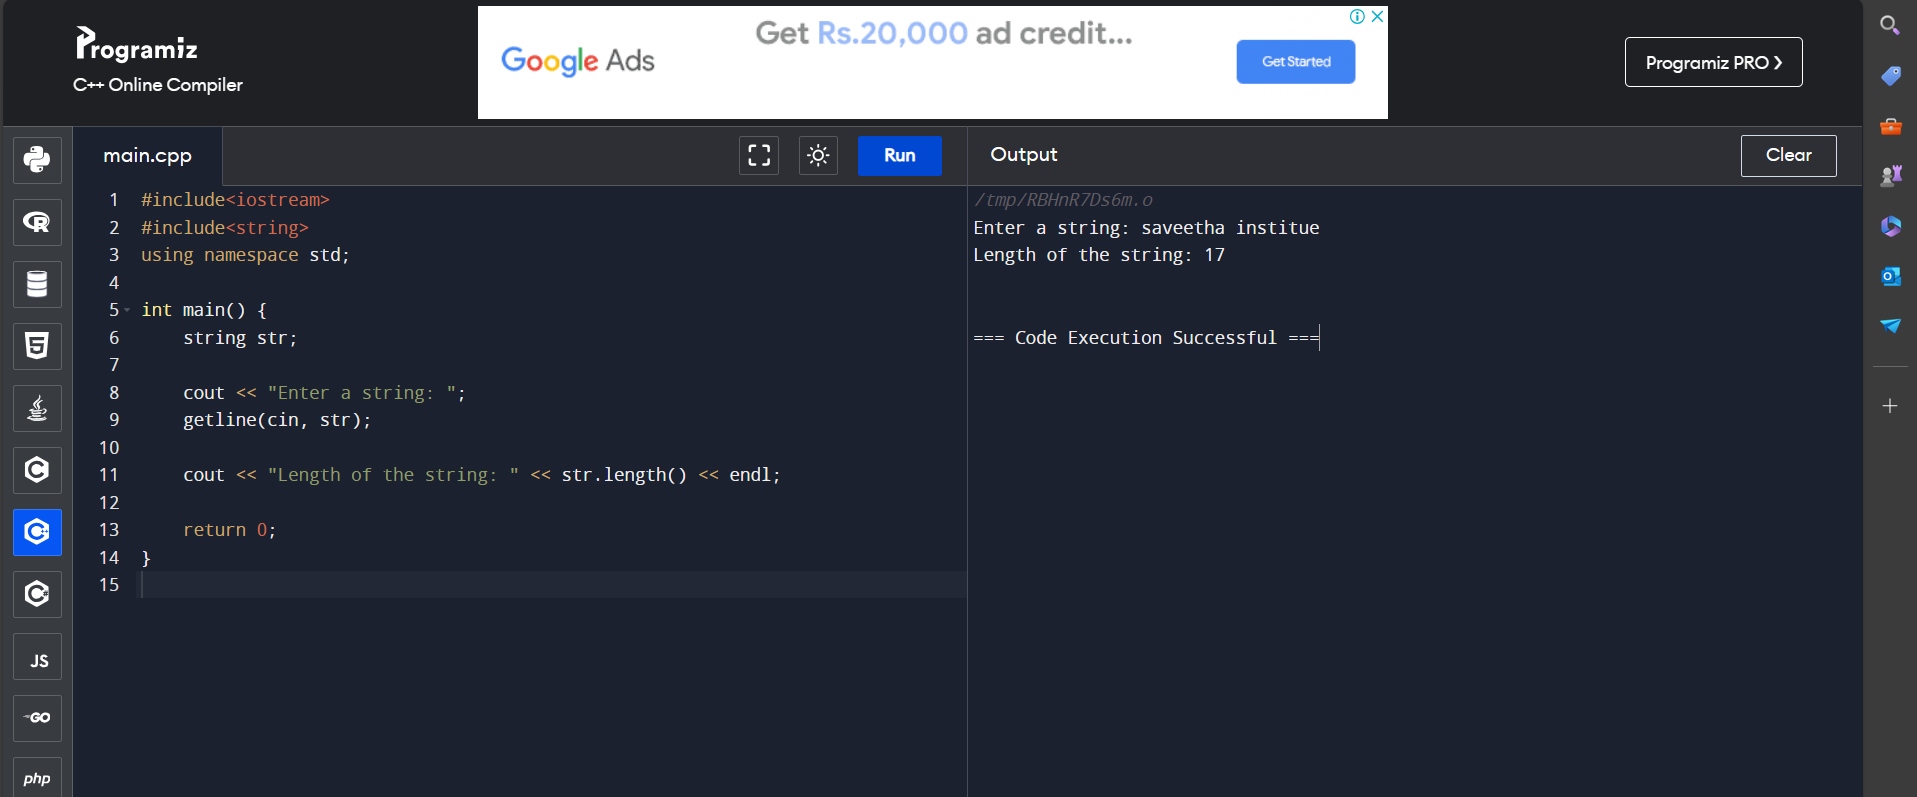 Programiz
C++ Online Compiler
Get Rs.20,000 ad credit...
Google Ads
Get Started
Programiz PRO ❯
main.cpp
Run
Output
Clear
1 #include<iostream>
2 #include<string>
3 using namespace std;
4
5 int main() {
6     string str;
7
8     cout << "Enter a string: ";
9     getline(cin, str);
10
11     cout << "Length of the string: " << str.length() << endl;
12
13     return 0;
14 }
15
/tmp/RBHnR7Ds6m.o
Enter a string: saveetha institue
Length of the string: 17
=== Code Execution Successful ===
R
5
C
C++
C#
JS
GO
php